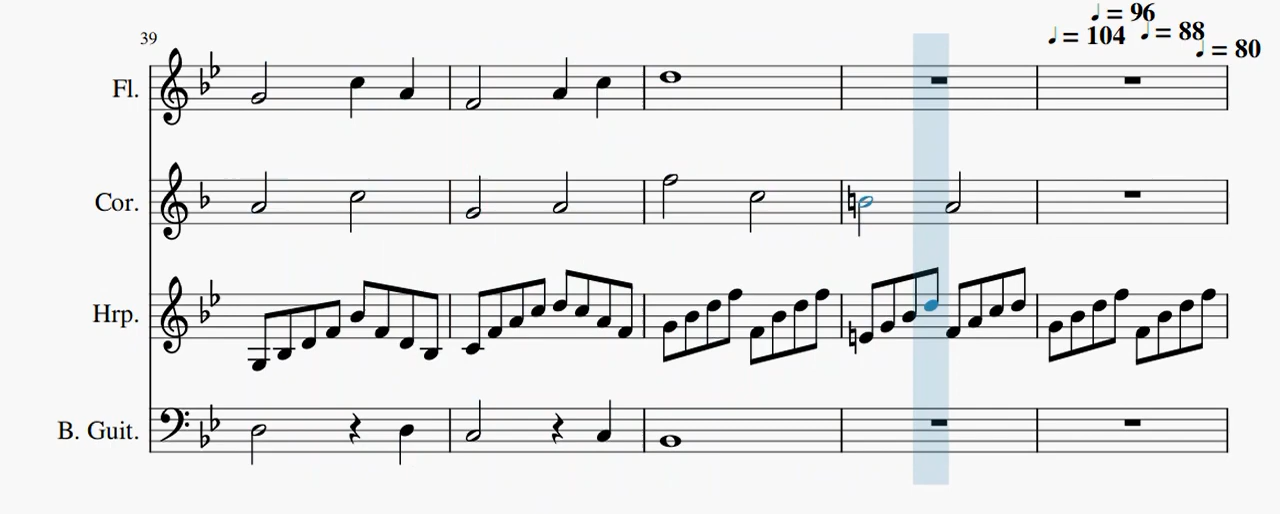 ♩ = 96
♩ = 104 ♩ = 88
♩ = 80
39
Fl.
Cor.
Hrp.
B. Guit.